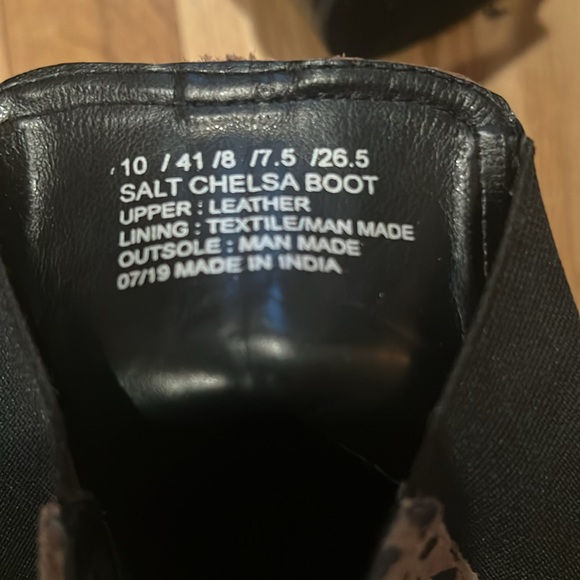 10 / 41 /8 /7.5 /26.5
SALT CHELSA BOOT
UPPER : LEATHER
LINING : TEXTILE/MAN MADE
OUTSOLE : MAN MADE
07/19 MADE IN INDIA